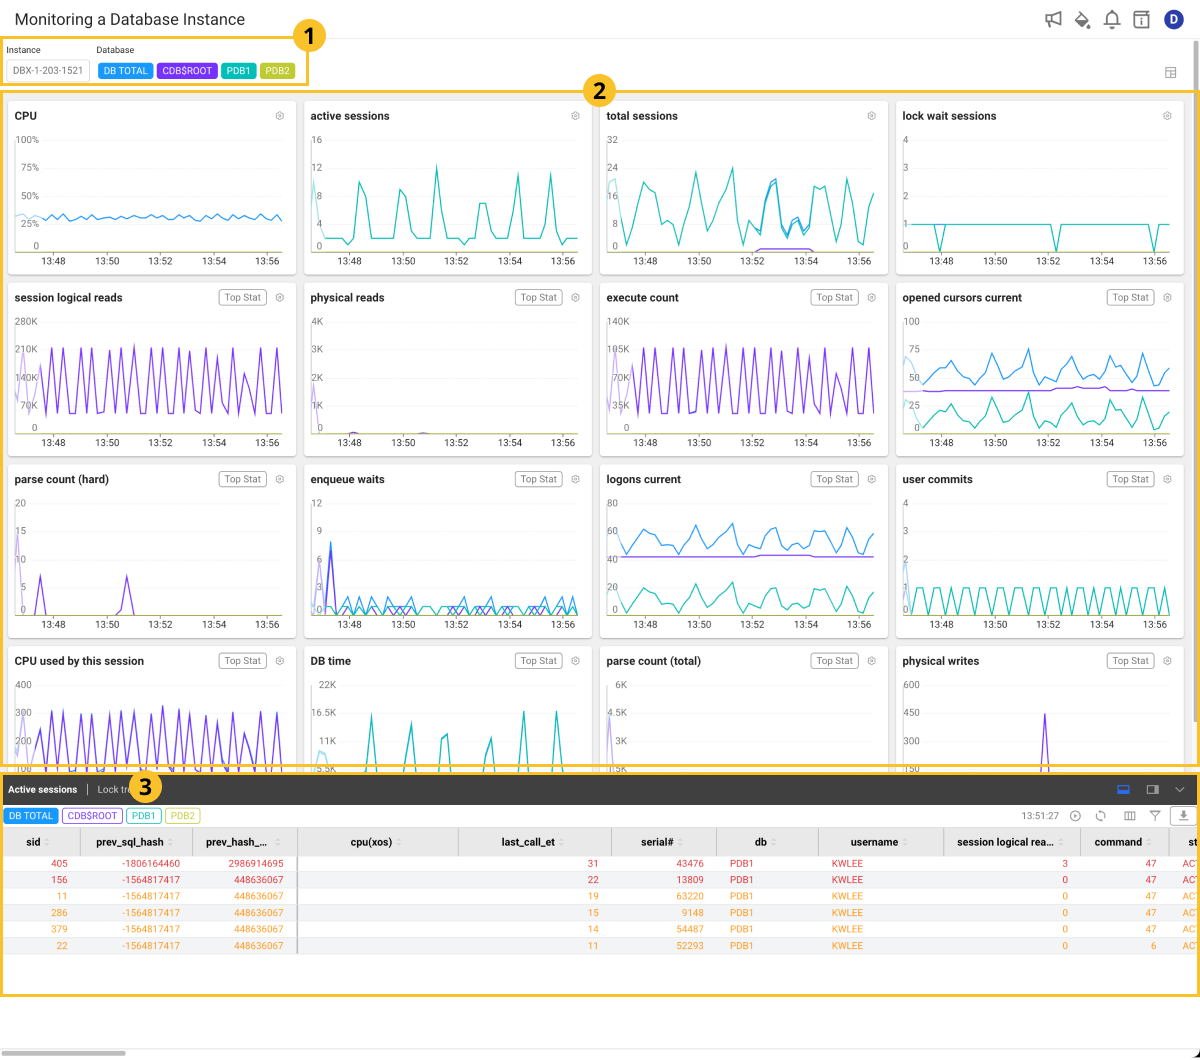 Monitoring a Database Instance
D
1
Instance Database
DBX-1-203-1521 DB TOTAL CDB$ROOT PDB1 PDB2
2
CPU
100%
75%
50%
25%
0
13:48 13:50 13:52 13:54 13:56
active sessions
16
12
8
4
0
13:48 13:50 13:52 13:54 13:56
total sessions
32
24
16
8
0
13:48 13:50 13:52 13:54 13:56
lock wait sessions
4
3
2
1
0
13:48 13:50 13:52 13:54 13:56
session logical reads Top Stat
280K
210K
140K
70K
0
13:48 13:50 13:52 13:54 13:56
physical reads Top Stat
4K
3K
2K
1K
0
13:48 13:50 13:52 13:54 13:56
execute count Top Stat
140K
105K
70K
35K
0
13:48 13:50 13:52 13:54 13:56
opened cursors current Top Stat
100
75
50
25
0
13:48 13:50 13:52 13:54 13:56
parse count (hard) Top Stat
20
15
10
5
0
13:48 13:50 13:52 13:54 13:56
enqueue waits Top Stat
12
9
6
3
0
13:48 13:50 13:52 13:54 13:56
logons current Top Stat
80
60
40
20
0
13:48 13:50 13:52 13:54 13:56
user commits Top Stat
4
3
2
1
0
13:48 13:50 13:52 13:54 13:56
CPU used by this session Top Stat
400
300
200
100
DB time Top Stat
22K
16.5K
11K
5.5K
parse count (total) Top Stat
6K
4.5K
3K
1.5K
physical writes Top Stat
600
450
300
150
Active sessions | Lock tr
3
DB TOTAL CDB$ROOT PDB1 PDB2 13:51:27
sid prev_sql_hash prev_hash_... cpu(xos) last_call_et serial# db username session logical rea... command st
405 -1806164460 2986914695 31 43476 PDB1 KWLEE 3 47 AC
156 -1564817417 448636067 22 13809 PDB1 KWLEE 0 47 AC
11 -1564817417 448636067 19 63220 PDB1 KWLEE 0 47 AC
286 -1564817417 448636067 15 9148 PDB1 KWLEE 0 47 AC
379 -1564817417 448636067 14 54487 PDB1 KWLEE 0 47 AC
22 -1564817417 448636067 11 52293 PDB1 KWLEE 0 6 AC